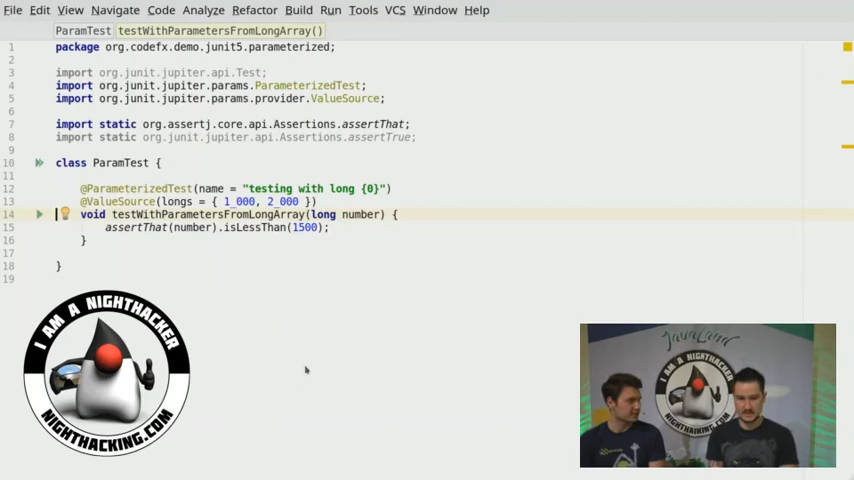 File Edit View Navigate Code Analyze Refactor Build Run Tools VCS Window Help
ParamTest testWithParametersFromLongArray()
1 package org.codefx.demo.junit5.parameterized;
2
3 import org.junit.jupiter.api.Test;
4 import org.junit.jupiter.params.ParameterizedTest;
5 import org.junit.jupiter.params.provider.ValueSource;
6
7 import static org.assertj.core.api.Assertions.assertThat;
8 import static org.junit.jupiter.api.Assertions.assertTrue;
9
10 class ParamTest {
11
12 @ParameterizedTest(name = "testing with long {0}")
13 @ValueSource(longs = { 1_000, 2_000 })
14 void testWithParametersFromLongArray(long number) {
15 assertThat(number).isLessThan(1500);
16 }
17
18 }
19
I AM A NIGHTHACKER
NIGHTHACKING.COM
JavaLand
I AM A NIGHTHACKER
NIGHTHACKING.COM